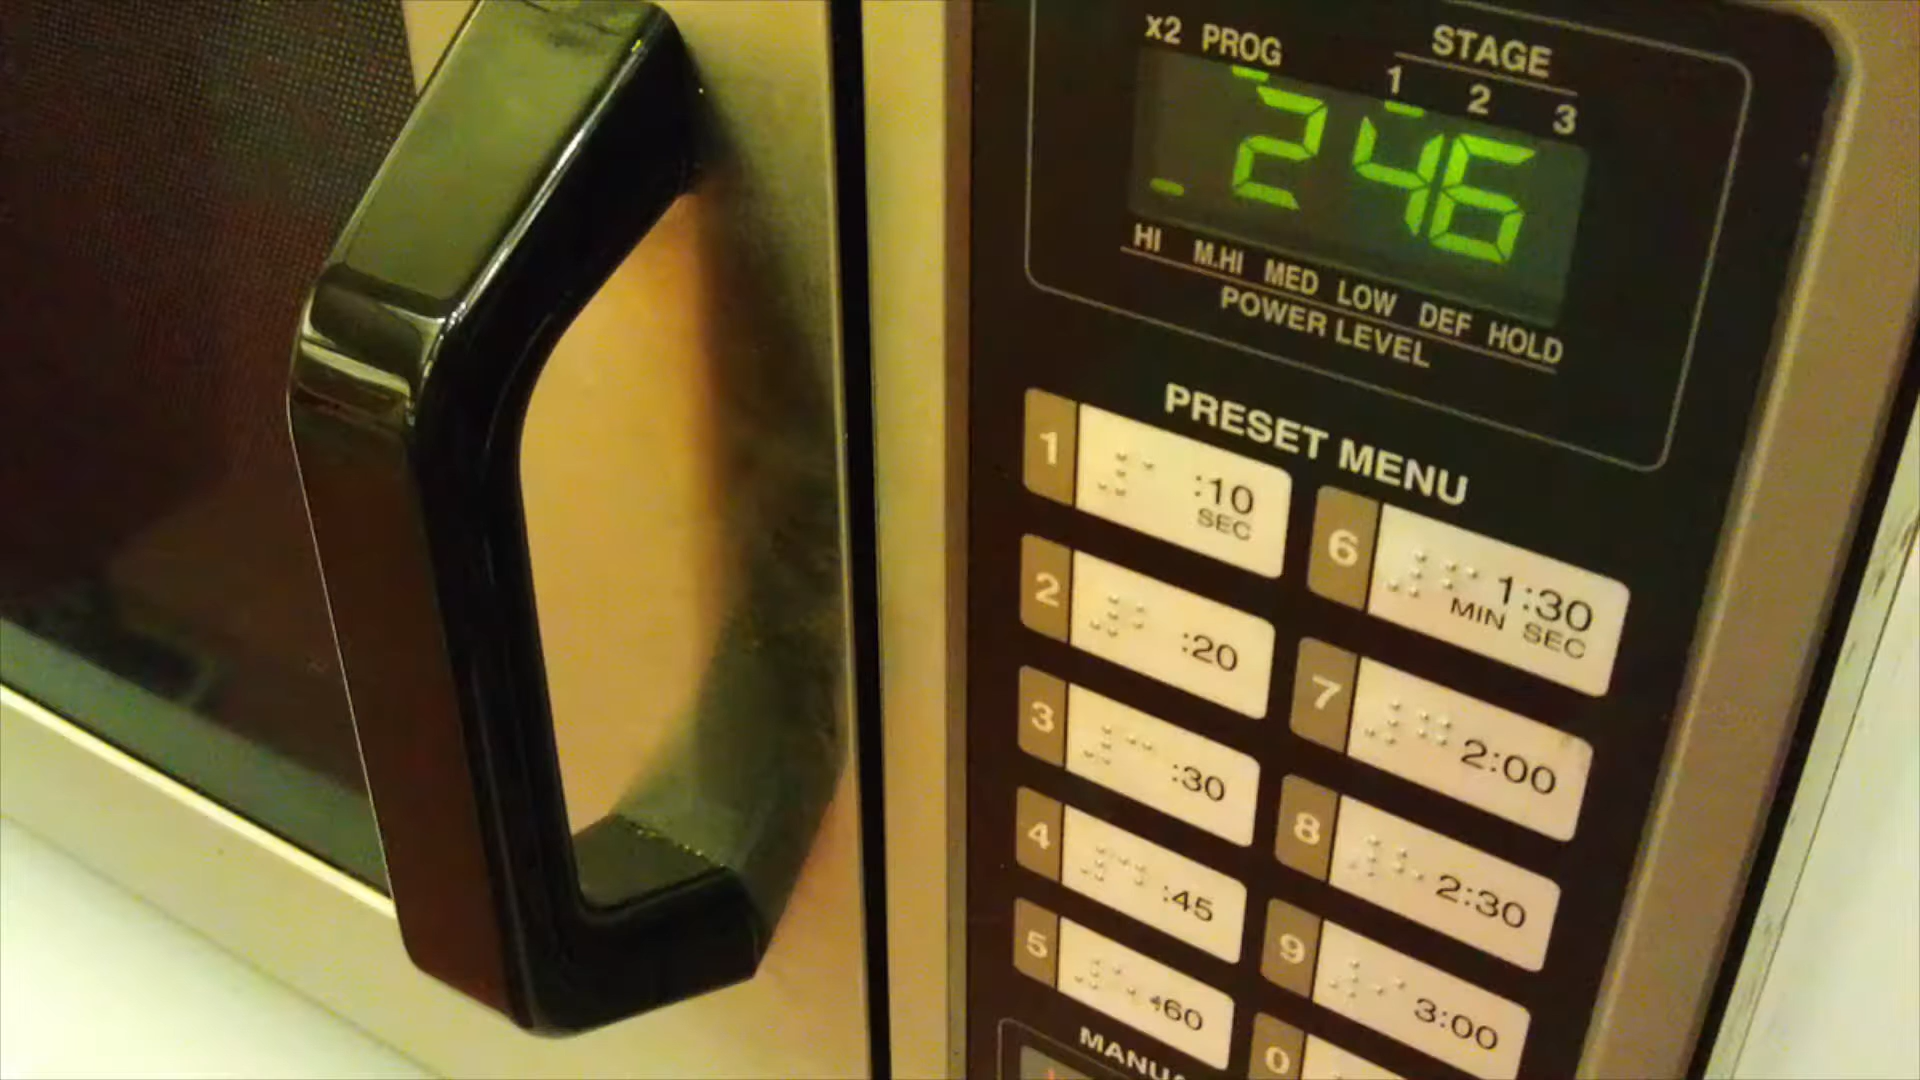 x2 PROG
STAGE
1 2 3
246
HI M.HI MED LOW DEF HOLD
POWER LEVEL
PRESET MENU
1 :10
SEC
2 :20
3 :30
4 :45
5 :60
6 1:30
MIN SEC
7 2:00
8 2:30
9 3:00
0